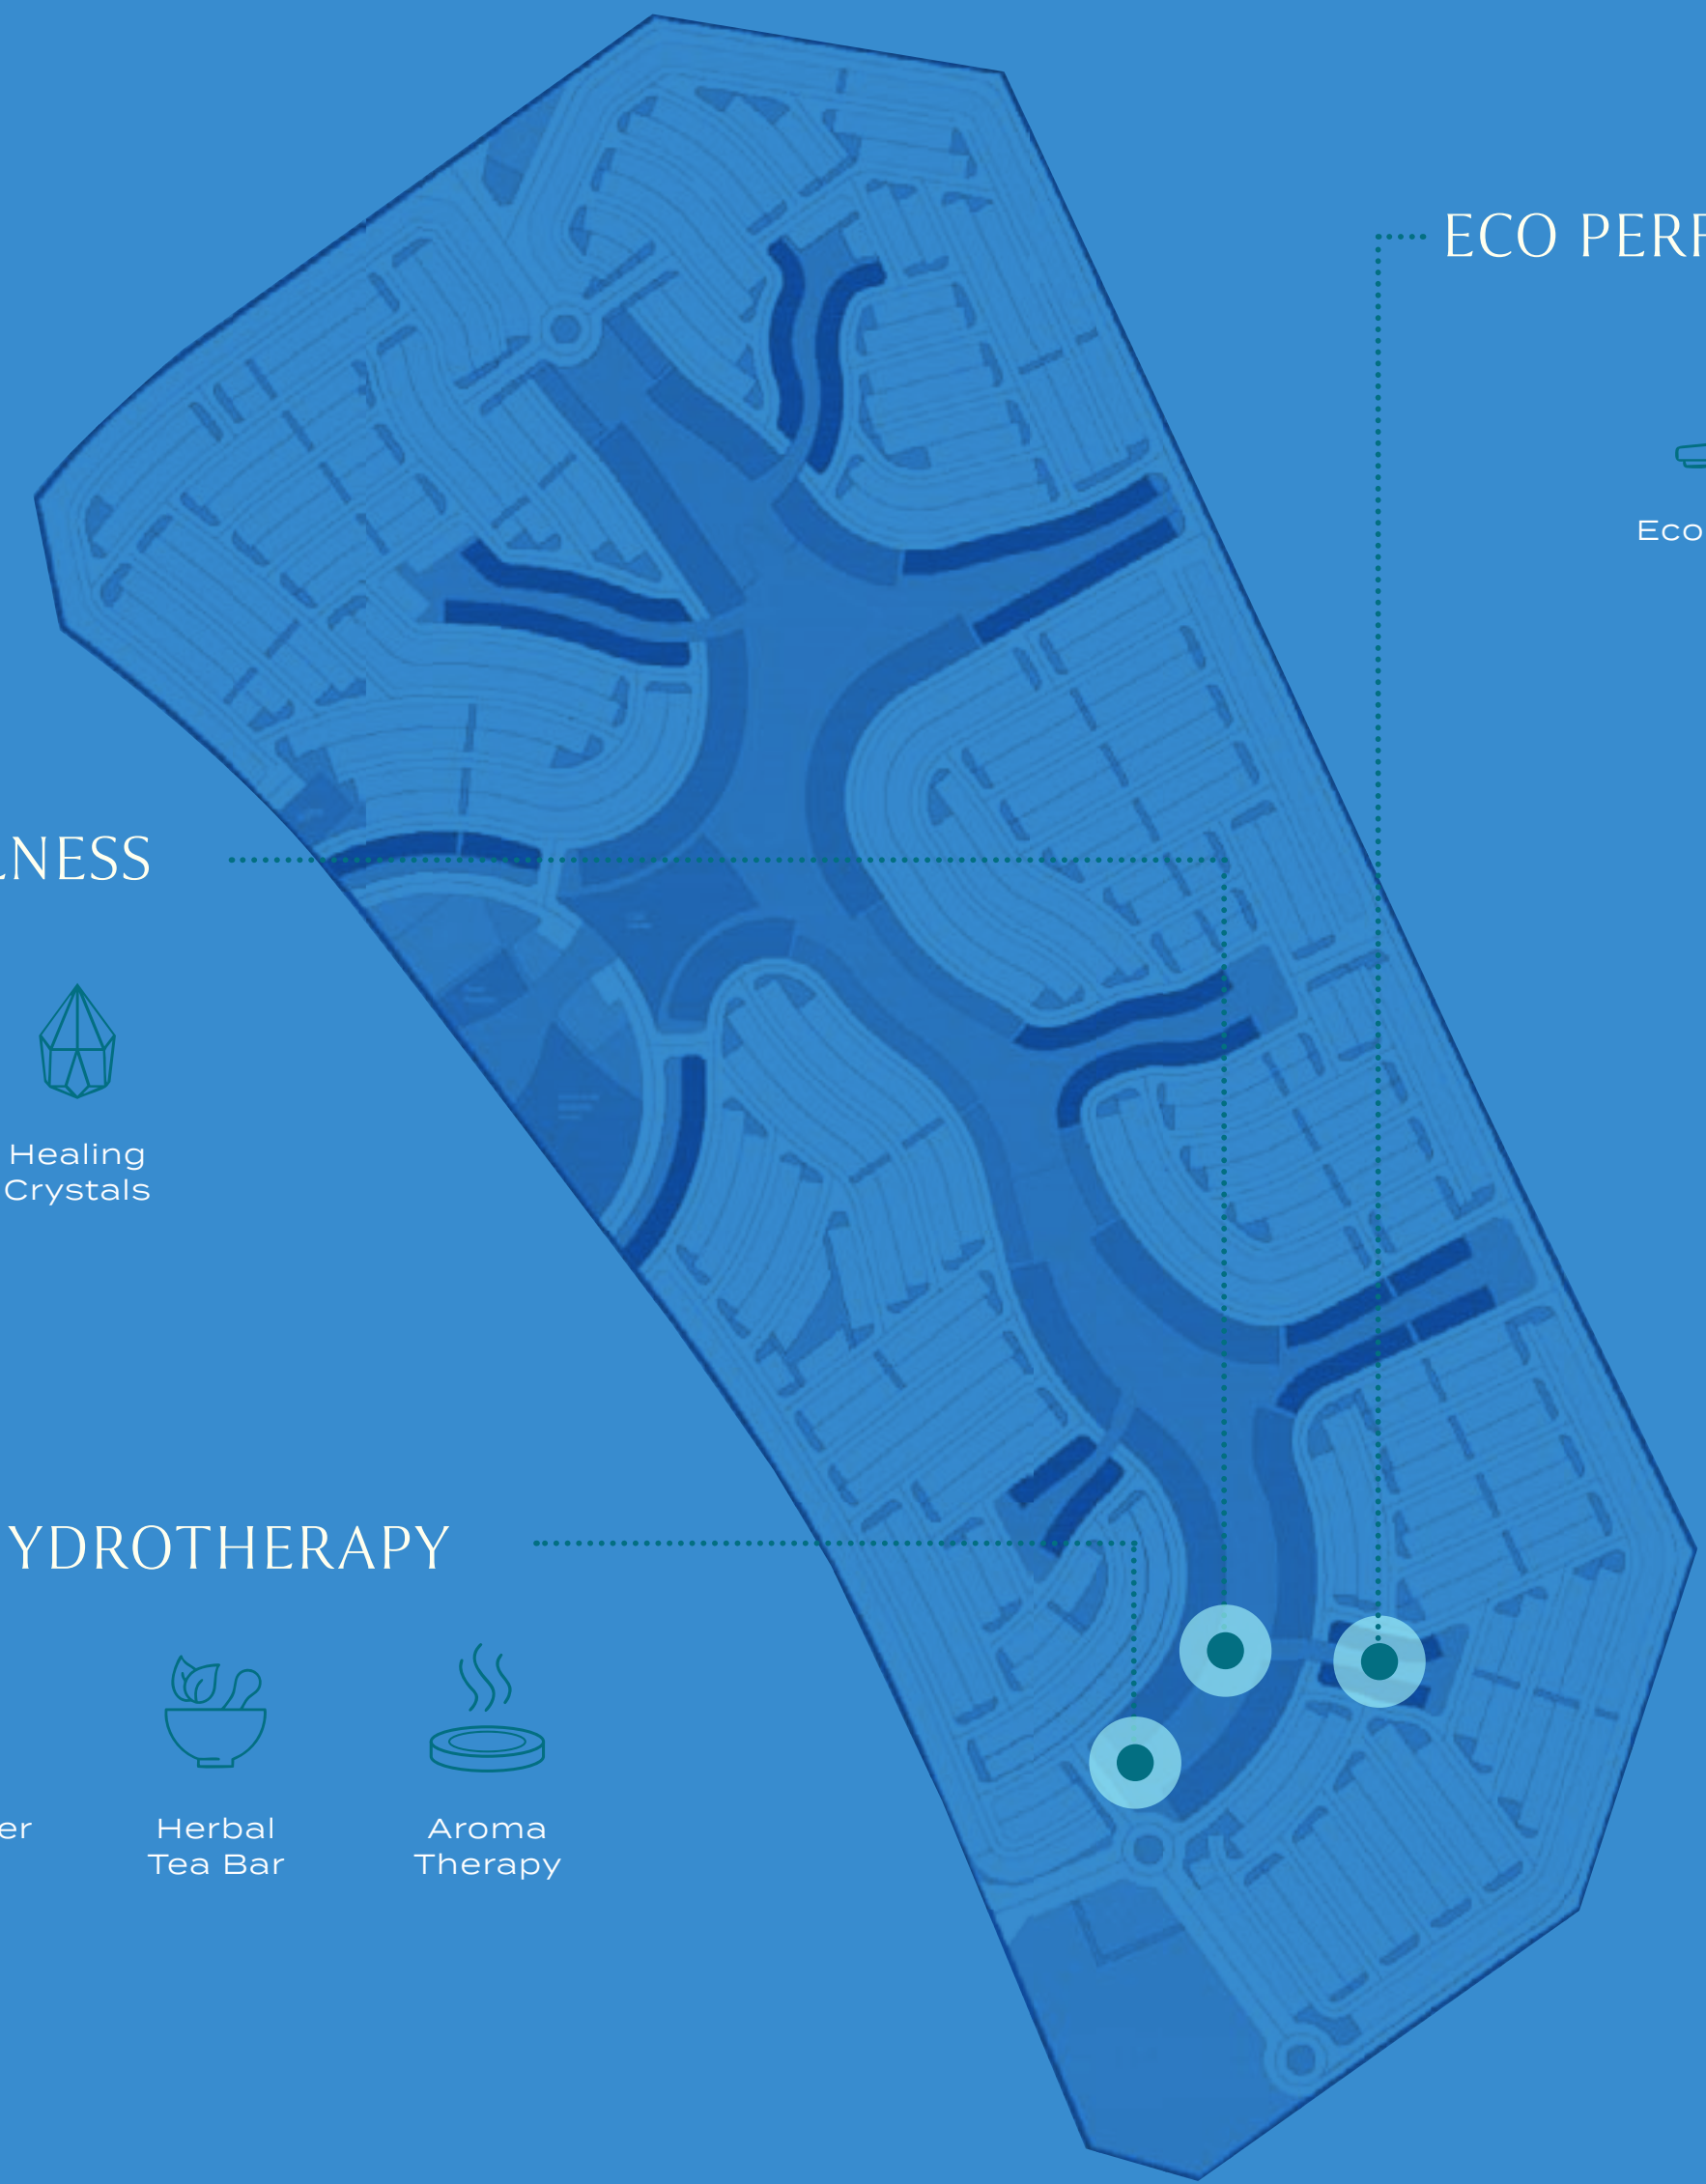 ECO PERF
Eco
LNESS
Healing
Crystals
YDROTHERAPY
er
Herbal
Tea Bar
Aroma
Therapy